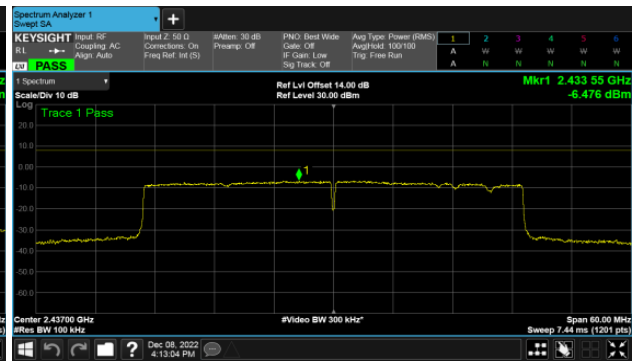 Spectrum Analyzer 1
Swept SA
+
KEYSIGHT Input: RF Input Z: 50 Ω #Atten: 30 dB PNO: Best Wide Avg Type: Power (RMS) 1 2 3 4 5 6
RL Coupling: AC Corrections: On Preamp: Off Gate: Off Avg|Hold: 100/100 A W W W W W
Align: Auto Freq Ref: Int (S) IF Gain: Low Trig: Free Run A N N N N N
LXI PASS Sig Track: Off
1 Spectrum Ref Lvl Offset 14.00 dB Mkr1 2.433 55 GHz
Scale/Div 10 dB Ref Level 30.00 dBm -6.476 dBm
Log
Trace 1 Pass
20.0
10.0
0.00
1
-10.0
-20.0
-30.0
-40.0
-50.0
-60.0
Center 2.43700 GHz #Video BW 300 kHz* Span 60.00 MHz
#Res BW 100 kHz Sweep 7.44 ms (1201 pts)
? Dec 08, 2022
4:13:04 PM